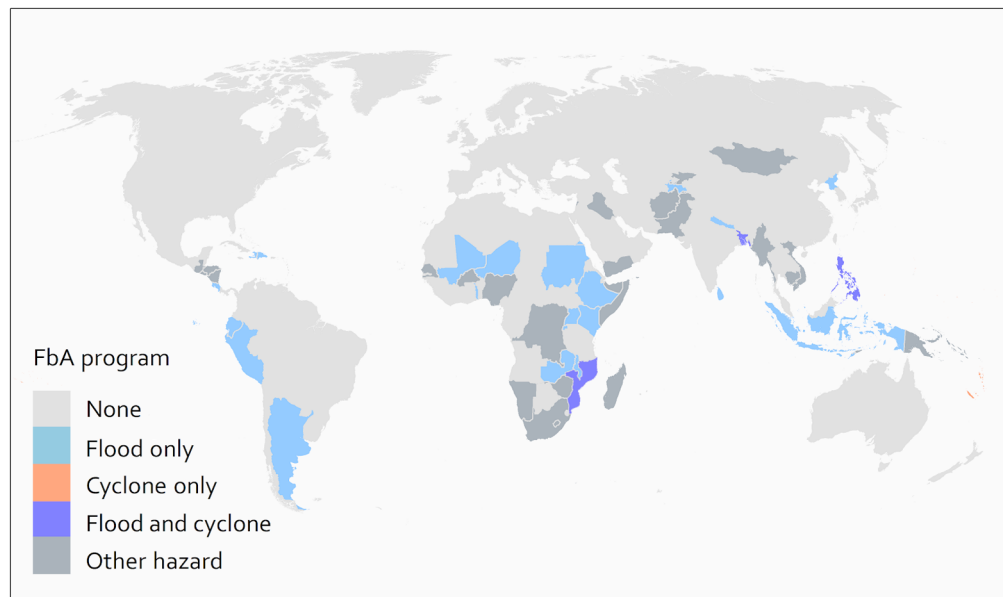 FbA program
None
Flood only
Cyclone only
Flood and cyclone
Other hazard